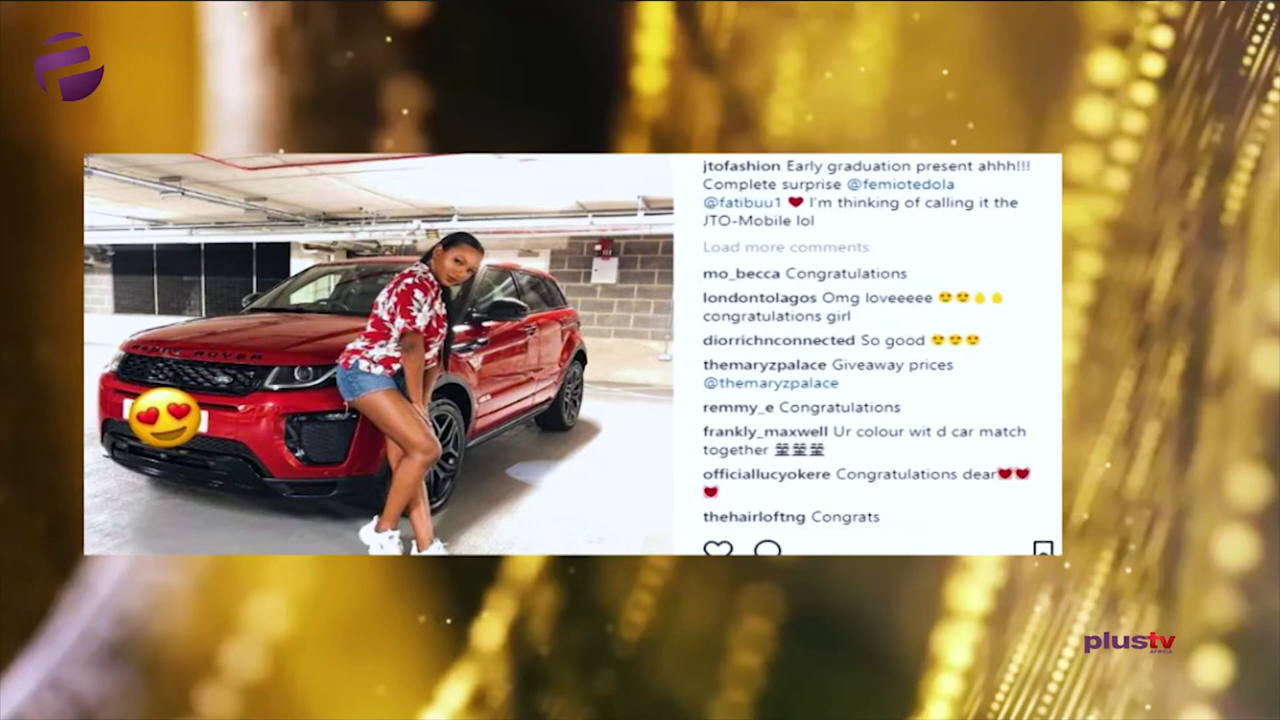 RANGE ROVER
jtofashion Early graduation present ahhh!!!
Complete surprise @femiotedola
@fatibuu1 ❤️ I'm thinking of calling it the
JTO-Mobile lol
Load more comments
mo_becca Congratulations
londontolagos Omg loveeeee
congratulations girl
diorrichnconnected So good 😍😍😍
themaryzpalace Giveaway prices
@themaryzpalace
remmy_e Congratulations
frankly_maxwell Ur colour wit d car match
together
officiallucyokere Congratulations dear
thehairloftng Congrats
plustv
AFRICA